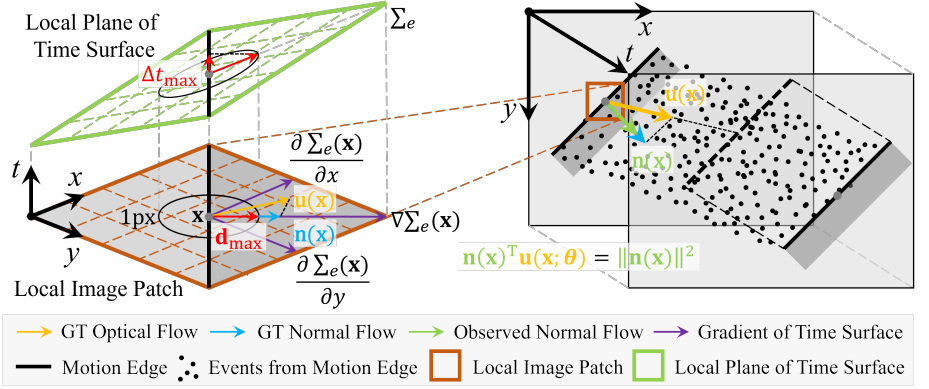 Local Plane of
Time Surface
Σₑ
Δt_max
t
x
y
1px
x
u(x)
n(x)
d_max
∂ Σₑ(x)
∂x
∇Σₑ(x)
∂ Σₑ(x)
∂y
Local Image Patch
x
t
y
u(x)
n(x)
n(x)ᵀu(x; θ) = ‖n(x)‖²
GT Optical Flow
GT Normal Flow
Observed Normal Flow
Gradient of Time Surface
Motion Edge
Events from Motion Edge
Local Image Patch
Local Plane of Time Surface